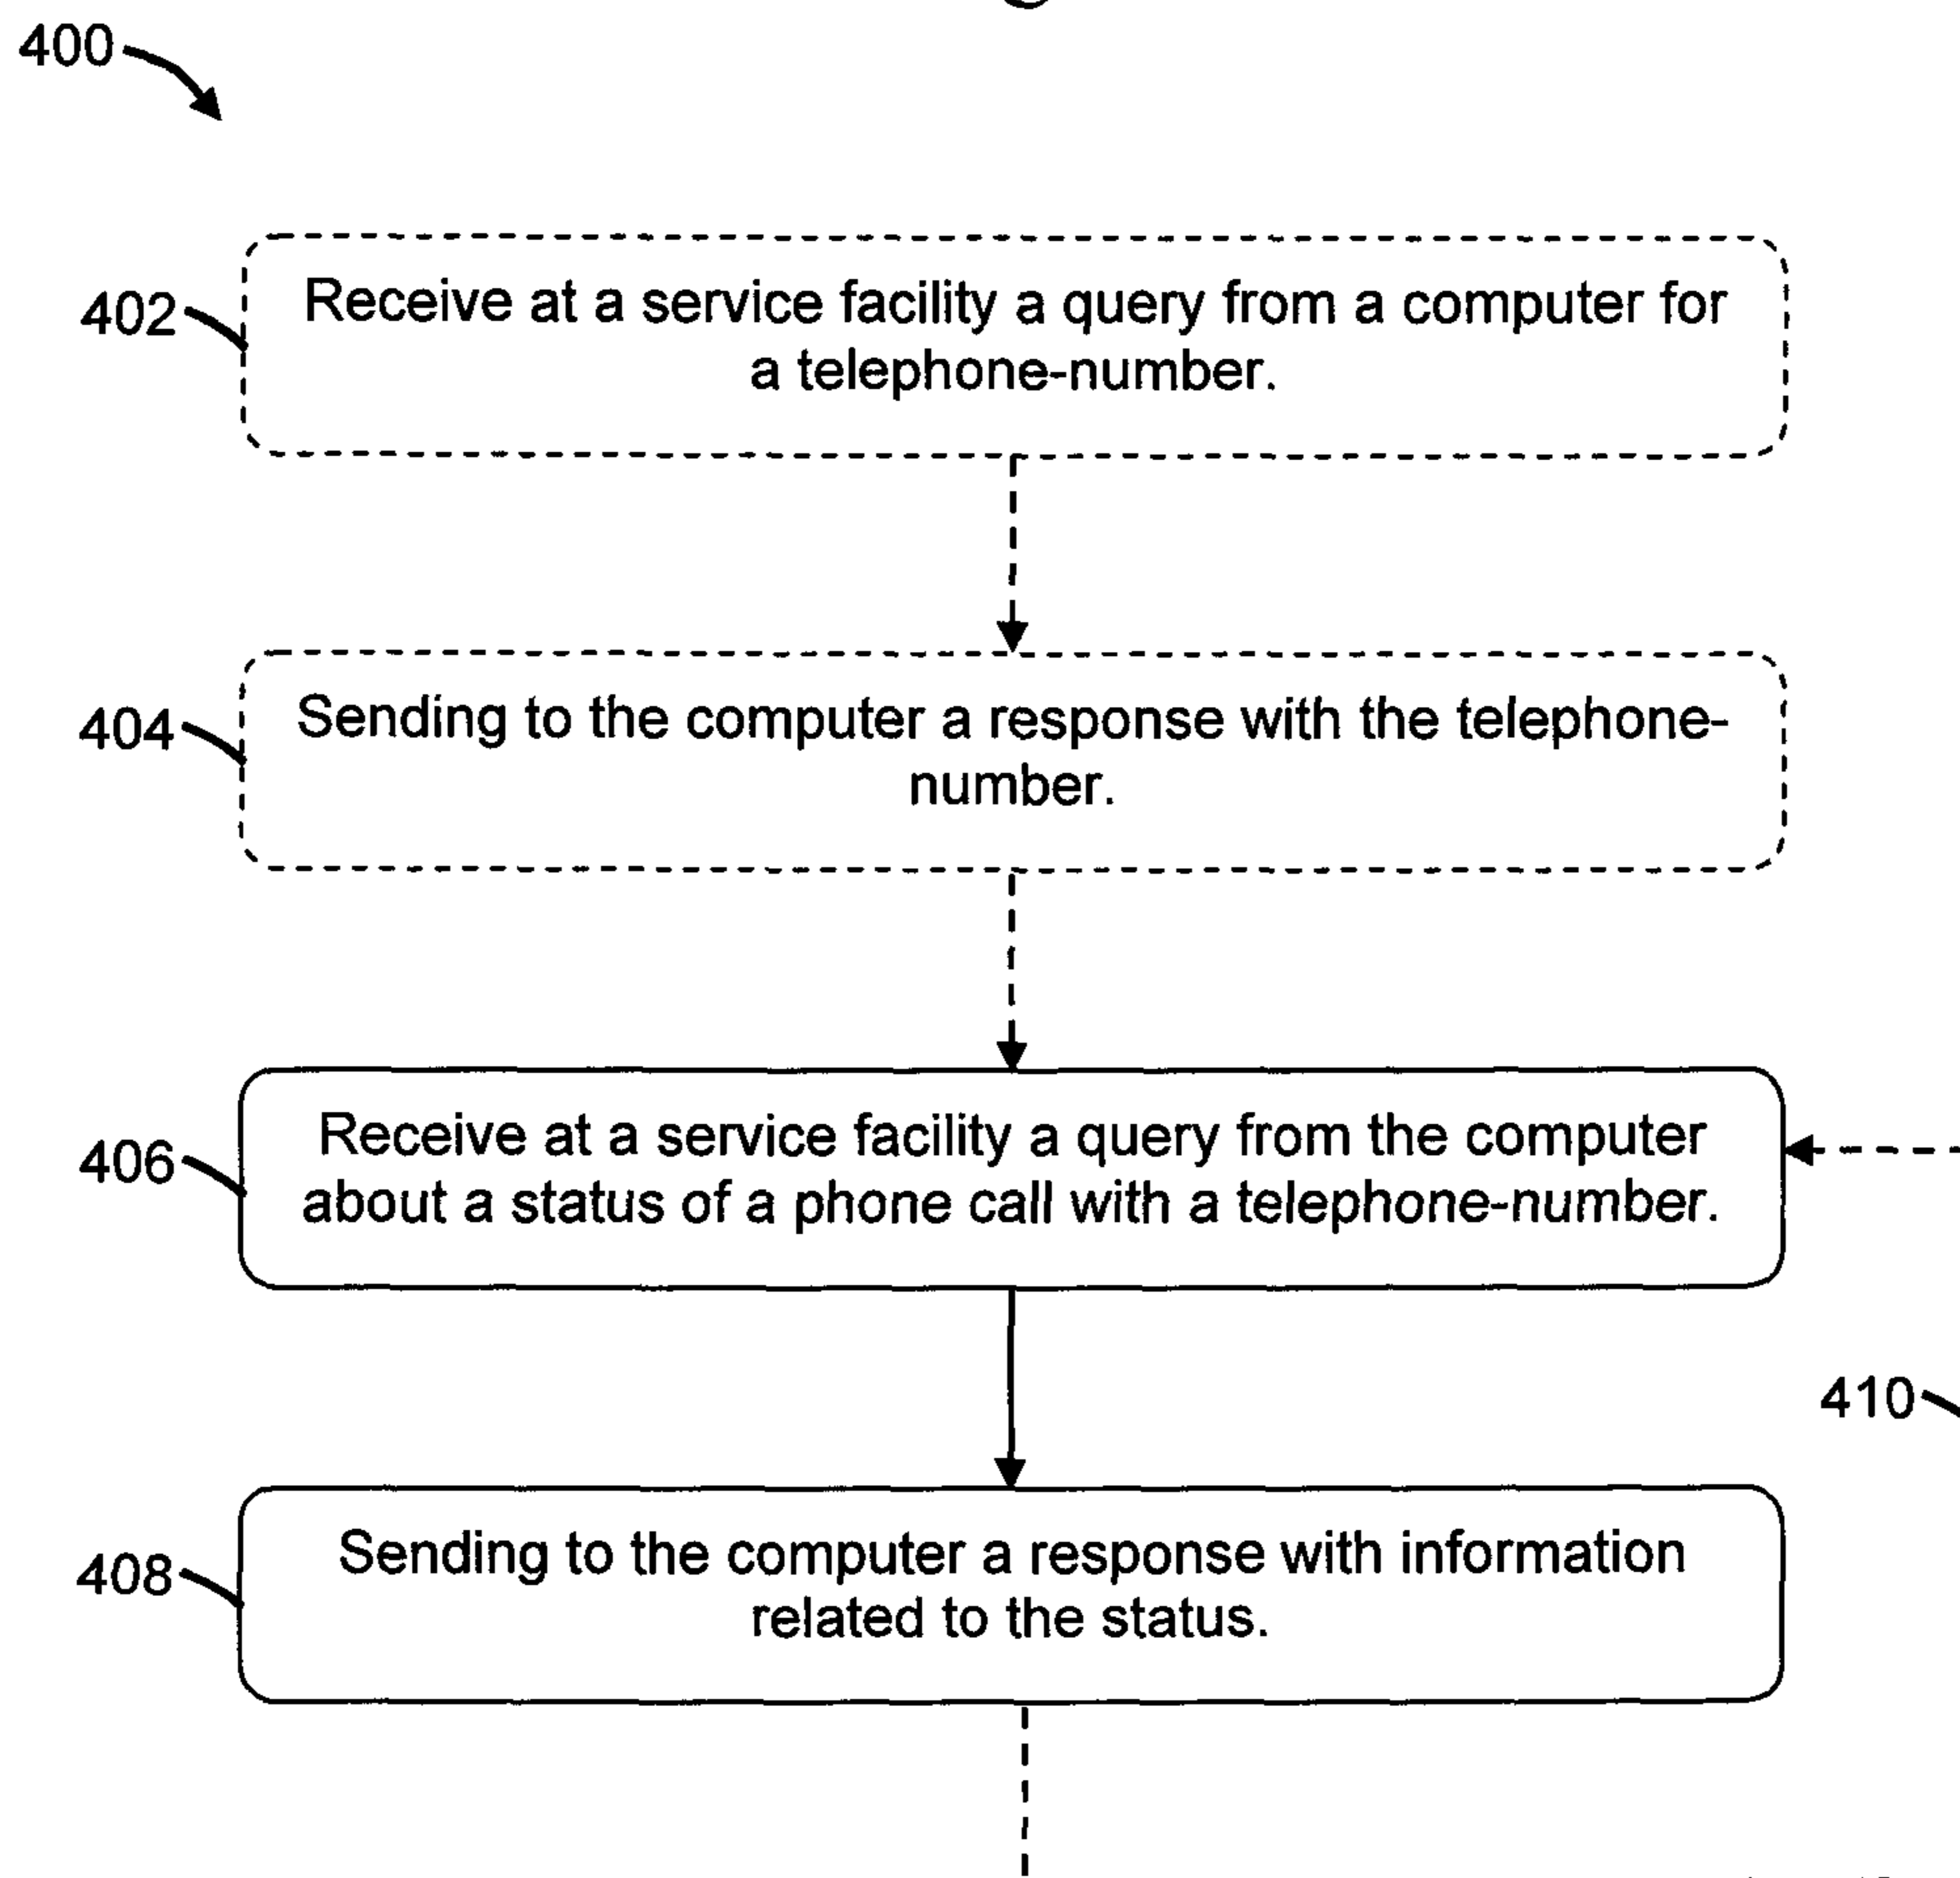 400
402
Receive at a service facility a query from a computer for
a telephone-number.
404
Sending to the computer a response with the telephone-
number.
406
Receive at a service facility a query from the computer
about a status of a phone call with a telephone-number.
410
408
Sending to the computer a response with information
related to the status.